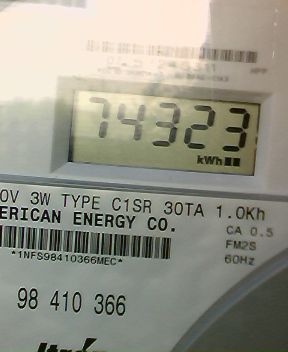 74323
kWh
0V 3W TYPE C1SR 30TA 1.0Kh
ERICAN ENERGY CO.
CA 0.5
FM2S
*1NFS98410366MEC*
60Hz
98 410 366
Itrón